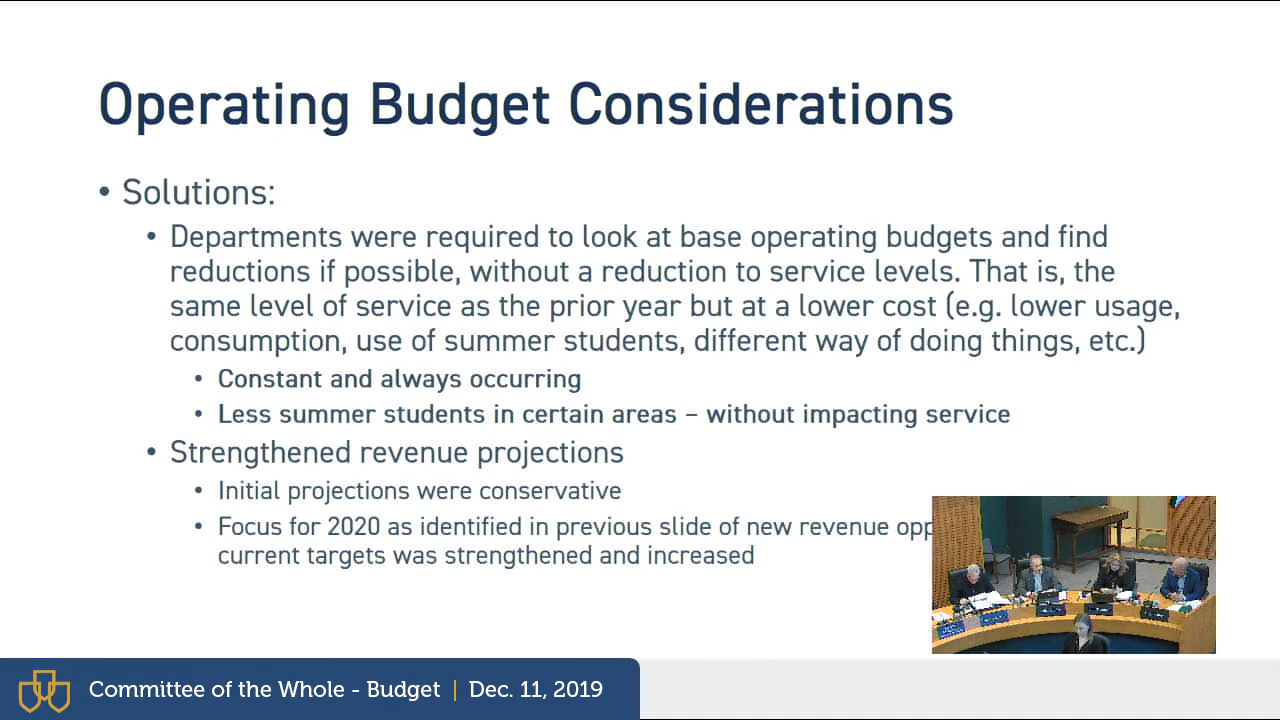 Operating Budget Considerations
• Solutions:
• Departments were required to look at base operating budgets and find
reductions if possible, without a reduction to service levels. That is, the
same level of service as the prior year but at a lower cost (e.g. lower usage,
consumption, use of summer students, different way of doing things, etc.)
• Constant and always occurring
• Less summer students in certain areas – without impacting service
• Strengthened revenue projections
• Initial projections were conservative
• Focus for 2020 as identified in previous slide of new revenue opp
current targets was strengthened and increased
Committee of the Whole - Budget | Dec. 11, 2019